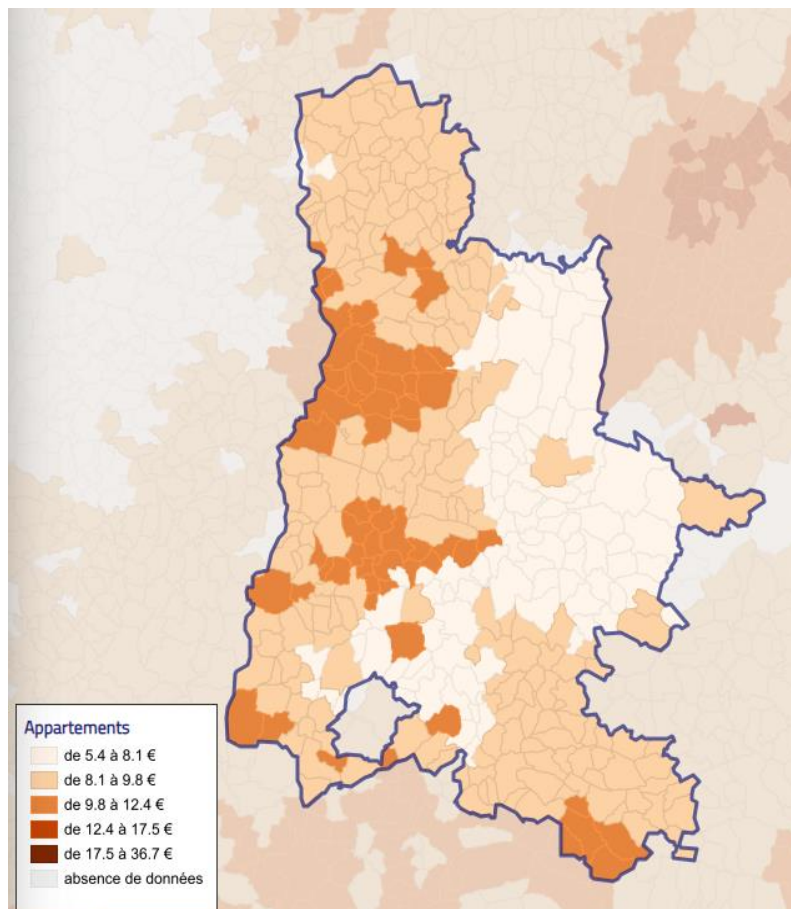 Appartements
de 5.4 à 8.1 €
de 8.1 à 9.8 €
de 9.8 à 12.4 €
de 12.4 à 17.5 €
de 17.5 à 36.7 €
absence de données